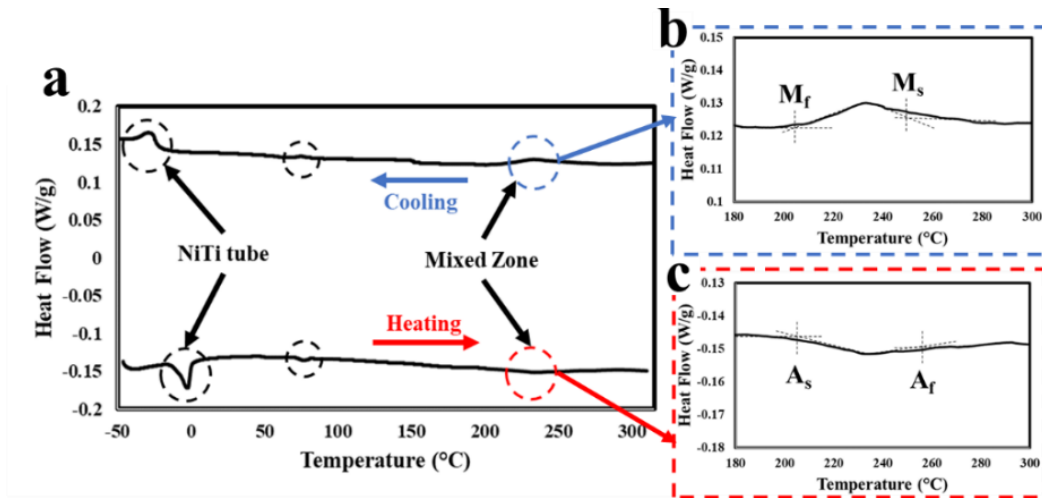 a
Heat Flow (W/g)
0.2
0.15
0.1
0.05
0
-0.05
-0.1
-0.15
-0.2
-50
0
50
100
150
200
250
300
Temperature (°C)
Cooling
NiTi tube
Mixed Zone
Heating
b
Heat Flow (W/g)
0.15
0.14
0.13
0.12
0.11
0.1
180
200
220
240
260
280
300
Temperature (°C)
Mf
Ms
c
Heat Flow (W/g)
-0.13
-0.14
-0.15
-0.16
-0.17
-0.18
180
200
220
240
260
280
300
Temperature (°C)
As
Af